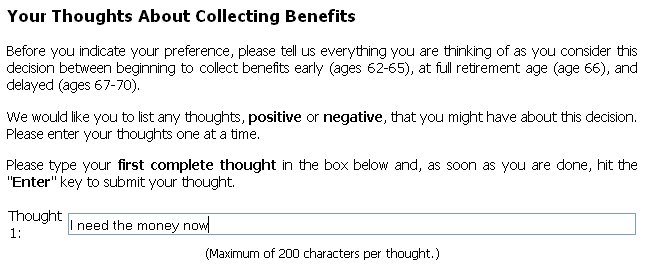 Your Thoughts About Collecting Benefits
Before you indicate your preference, please tell us everything you are thinking of as you consider this
decision between beginning to collect benefits early (ages 62-65), at full retirement age (age 66), and
delayed (ages 67-70).
We would like you to list any thoughts, positive or negative, that you might have about this decision.
Please enter your thoughts one at a time.
Please type your first complete thought in the box below and, as soon as you are done, hit the
"Enter" key to submit your thought.
Thought
1:
I need the money now
(Maximum of 200 characters per thought.)